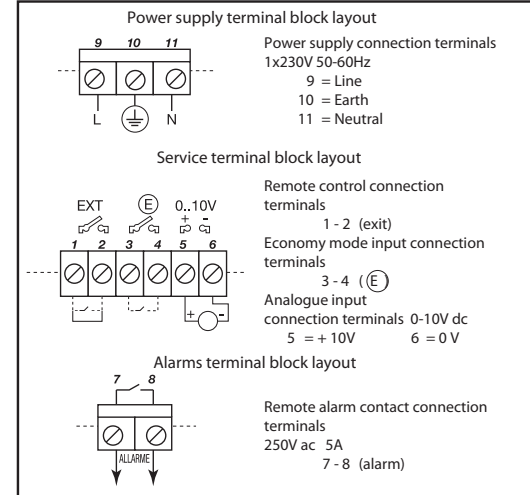 Power supply terminal block layout
9 10 11
L N
Power supply connection terminals
1x230V 50-60Hz
9 = Line
10 = Earth
11 = Neutral
Service terminal block layout
EXT E 0..10V
+ -
1 2 3 4 5 6
+ -
Remote control connection
terminals
1 - 2 (exit)
Economy mode input connection
terminals
3 - 4 (E)
Analogue input
connection terminals 0-10V dc
5 = + 10V 6 = 0 V
Alarms terminal block layout
7 8
ALLARME
Remote alarm contact connection
terminals
250V ac 5A
7 - 8 (alarm)